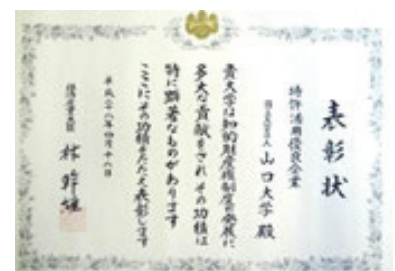 表彰状
特許活用優良企業
国立大学法人 山口大学 殿
貴大学は知的財産権制度の発展に
多大な貢献をされ その功績は
特に顕著なものがあります
ここにその功績をたたえ表彰します
平成二八年四月十八日
経済産業大臣 林 幹雄